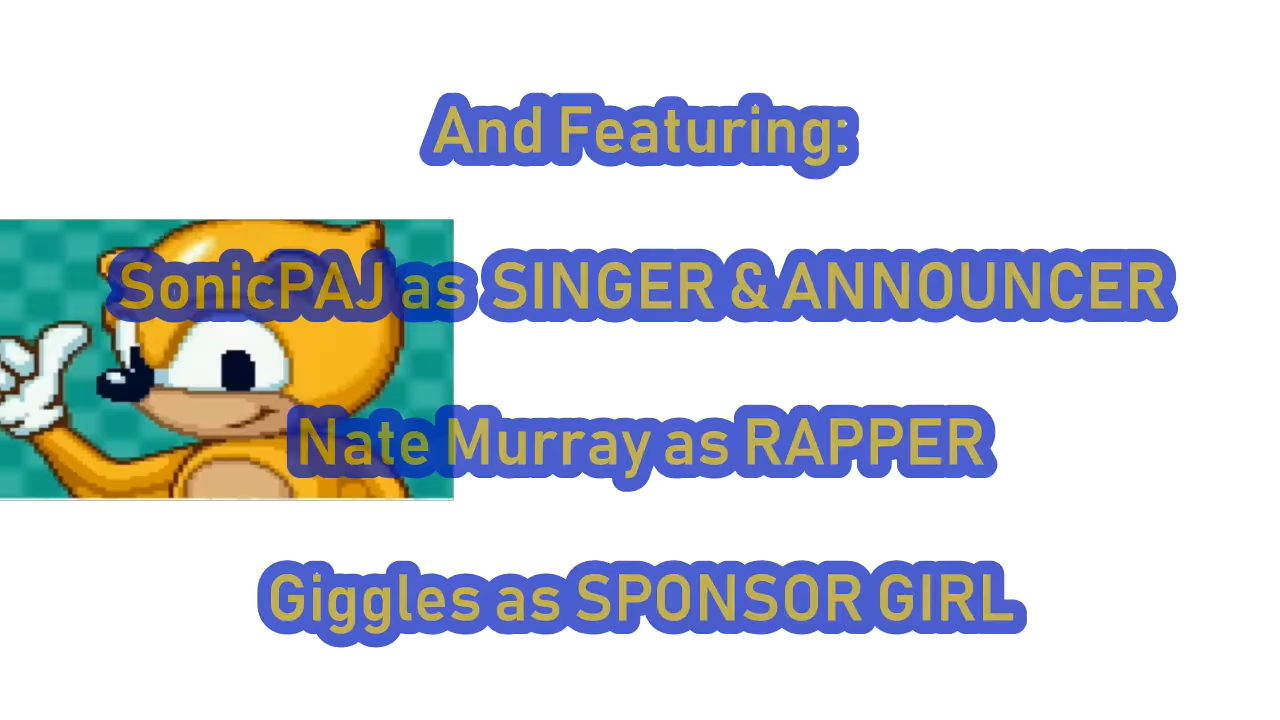 And Featuring:
SonicPAJ as SINGER & ANNOUNCER
Nate Murray as RAPPER
Giggles as SPONSOR GIRL